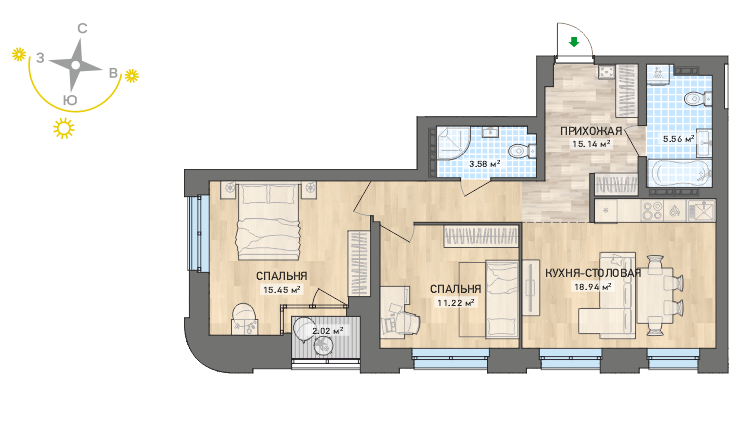 С
З
В
Ю
ПРИХОЖАЯ
15.14 м²
5.56 м²
3.58 м²
СПАЛЬНЯ
15.45 м²
СПАЛЬНЯ
11.22 м²
КУХНЯ-СТОЛОВАЯ
18.94 м²
2.02 м²